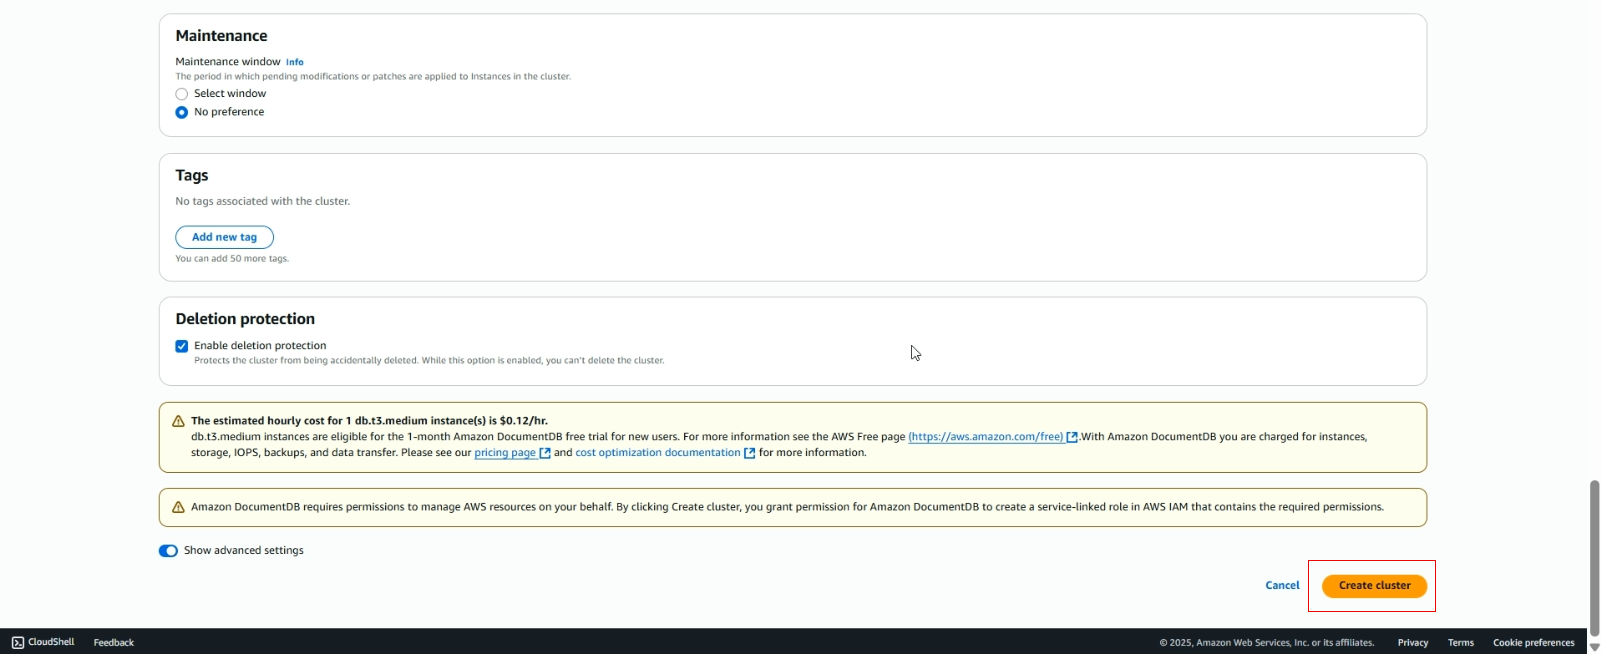 Maintenance
Maintenance window Info
The period in which pending modifications or patches are applied to Instances in the cluster.
Select window
No preference
Tags
No tags associated with the cluster.
Add new tag
You can add 50 more tags.
Deletion protection
Enable deletion protection
Protects the cluster from being accidentally deleted. While this option is enabled, you can't delete the cluster.
The estimated hourly cost for 1 db.t3.medium instance(s) is $0.12/hr.
db.t3.medium instances are eligible for the 1-month Amazon DocumentDB free trial for new users. For more information see the AWS Free page (https://aws.amazon.com/free) .With Amazon DocumentDB you are charged for instances,
storage, IOPS, backups, and data transfer. Please see our pricing page and cost optimization documentation for more information.
Amazon DocumentDB requires permissions to manage AWS resources on your behalf. By clicking Create cluster, you grant permission for Amazon DocumentDB to create a service-linked role in AWS IAM that contains the required permissions.
Show advanced settings
Cancel Create cluster
CloudShell Feedback © 2025, Amazon Web Services, Inc. or its affiliates. Privacy Terms Cookie preferences